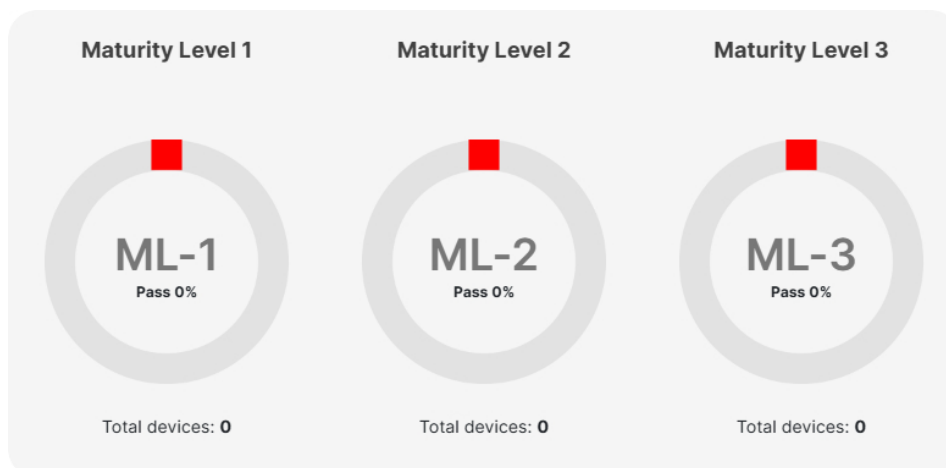 Maturity Level 1
Maturity Level 2
Maturity Level 3
ML-1
Pass 0%
ML-2
Pass 0%
ML-3
Pass 0%
Total devices: 0
Total devices: 0
Total devices: 0